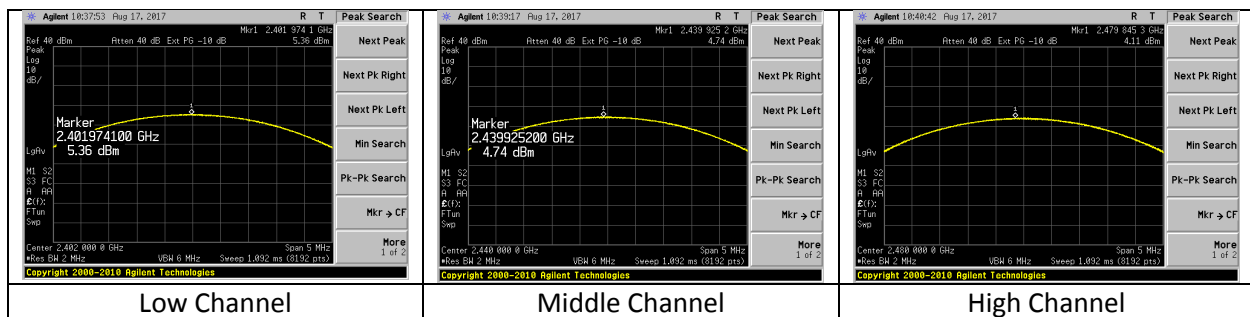 Agilent 10:37:53 Aug 17, 2017 R T Peak Search
Mkr1 2.401 974 1 GHz
Ref 40 dBm Atten 40 dB Ext PG -10 dB 5.36 dBm
Peak
Log
10
dB/
1
Marker
2.401974100 GHz
5.36 dBm
LgAv
M1 S2
S3 FC
A AA
£(f):
FTun
Swp
Center 2.402 000 0 GHz Span 5 MHz
#Res BW 2 MHz VBW 6 MHz Sweep 1.092 ms (8192 pts)
Copyright 2000-2010 Agilent Technologies
Next Peak
Next Pk Right
Next Pk Left
Min Search
Pk-Pk Search
Mkr → CF
More
1 of 2
Low Channel
Agilent 10:39:17 Aug 17, 2017 R T Peak Search
Mkr1 2.439 925 2 GHz
Ref 40 dBm Atten 40 dB Ext PG -10 dB 4.74 dBm
Peak
Log
10
dB/
1
Marker
2.439925200 GHz
4.74 dBm
LgAv
M1 S2
S3 FC
A AA
£(f):
FTun
Swp
Center 2.440 000 0 GHz Span 5 MHz
#Res BW 2 MHz VBW 6 MHz Sweep 1.092 ms (8192 pts)
Copyright 2000-2010 Agilent Technologies
Next Peak
Next Pk Right
Next Pk Left
Min Search
Pk-Pk Search
Mkr → CF
More
1 of 2
Middle Channel
Agilent 10:40:42 Aug 17, 2017 R T Peak Search
Mkr1 2.479 845 3 GHz
Ref 40 dBm Atten 40 dB Ext PG -10 dB 4.11 dBm
Peak
Log
10
dB/
1
LgAv
M1 S2
S3 FC
A AA
£(f):
FTun
Swp
Center 2.480 000 0 GHz Span 5 MHz
#Res BW 2 MHz VBW 6 MHz Sweep 1.092 ms (8192 pts)
Copyright 2000-2010 Agilent Technologies
Next Peak
Next Pk Right
Next Pk Left
Min Search
Pk-Pk Search
Mkr → CF
More
1 of 2
High Channel